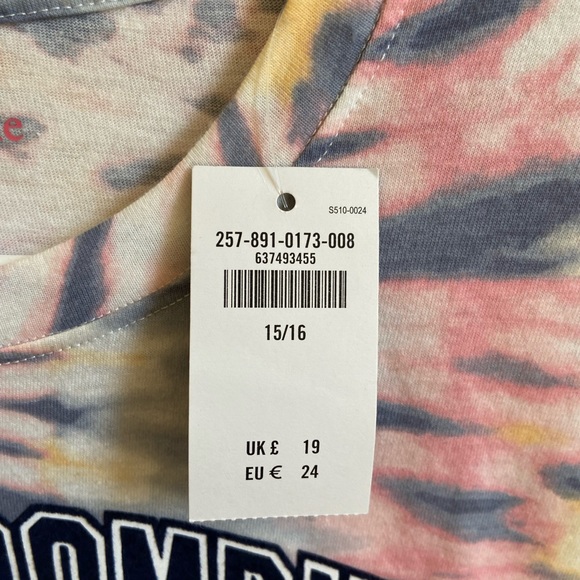 e
S510-0024
257-891-0173-008
637493455
15/16
UK £ 19
EU € 24